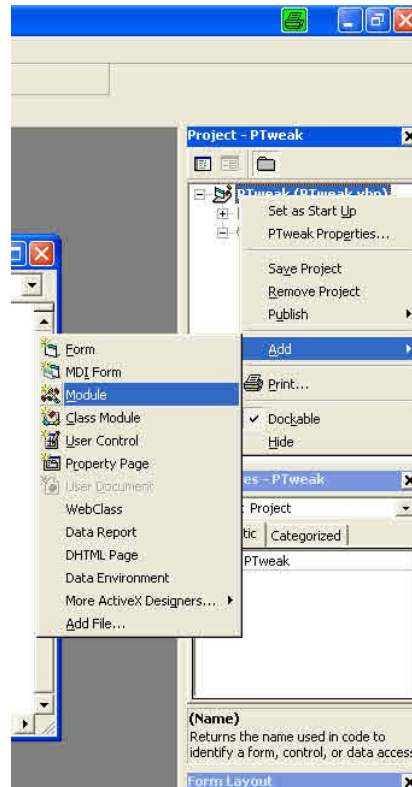 Project - PTweak
PTweak (PTweak.vbp)
Set as Start Up
PTweak Properties...
Save Project
Remove Project
Publish
Add
Print...
Dockable
Hide
Form
MDI Form
Module
Class Module
User Control
Property Page
User Document
WebClass
Data Report
DHTML Page
Data Environment
More ActiveX Designers...
Add File...
es - PTweak
Project
tic Categorized
PTweak
(Name)
Returns the name used in code to
identify a form, control, or data access
Form Layout